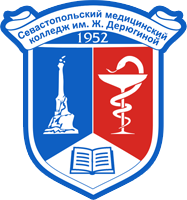 Севастопольский медицинский
колледж им. Ж. Дерюгиной
1952